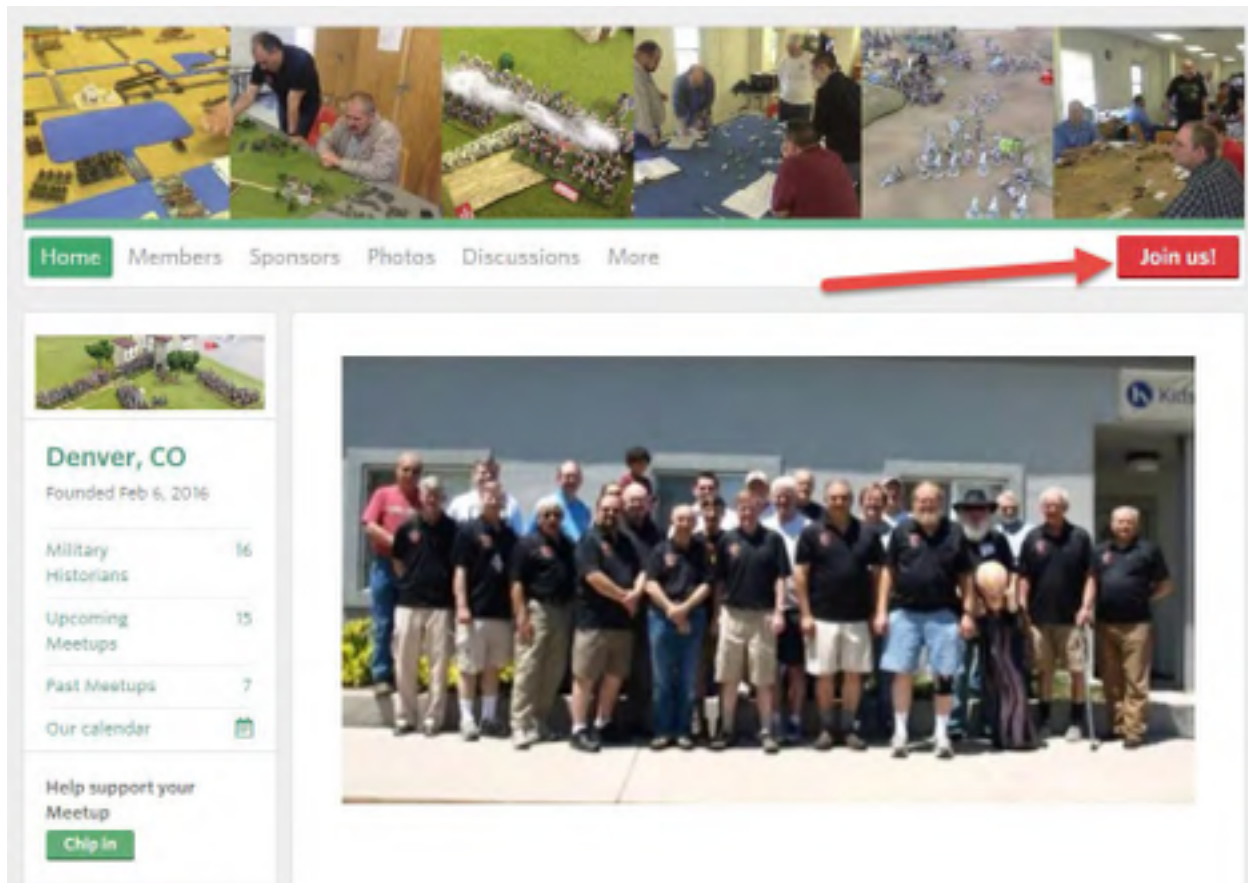 Home Members Sponsors Photos Discussions More Join us!
Kids
Denver, CO
Founded Feb 6, 2016
Military 16
Historians
Upcoming 15
Meetups
Past Meetups 7
Our calendar
Help support your
Meetup
Chip in